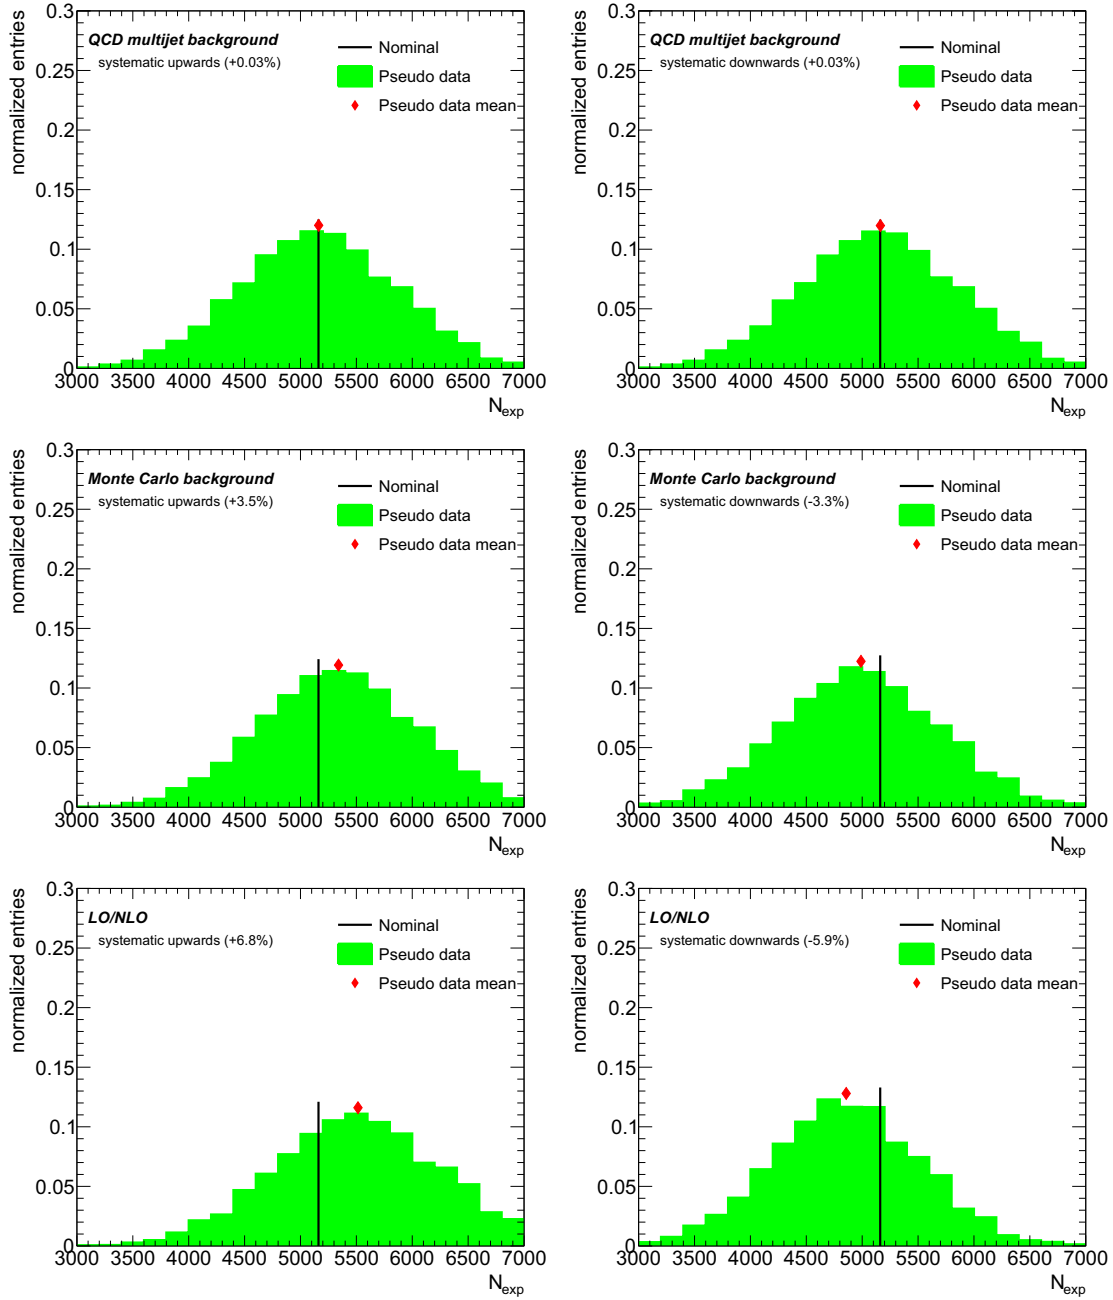 normalized entries
0.3
0.25
0.2
0.15
0.1
0.05
0
QCD multijet background
systematic upwards (+0.03%)
Nominal
Pseudo data
Pseudo data mean
3000 3500 4000 4500 5000 5500 6000 6500 7000
N_exp
normalized entries
0.3
0.25
0.2
0.15
0.1
0.05
0
QCD multijet background
systematic downwards (+0.03%)
Nominal
Pseudo data
Pseudo data mean
3000 3500 4000 4500 5000 5500 6000 6500 7000
N_exp
normalized entries
0.3
0.25
0.2
0.15
0.1
0.05
0
Monte Carlo background
systematic upwards (+3.5%)
Nominal
Pseudo data
Pseudo data mean
3000 3500 4000 4500 5000 5500 6000 6500 7000
N_exp
normalized entries
0.3
0.25
0.2
0.15
0.1
0.05
0
Monte Carlo background
systematic downwards (-3.3%)
Nominal
Pseudo data
Pseudo data mean
3000 3500 4000 4500 5000 5500 6000 6500 7000
N_exp
normalized entries
0.3
0.25
0.2
0.15
0.1
0.05
0
LO/NLO
systematic upwards (+6.8%)
Nominal
Pseudo data
Pseudo data mean
3000 3500 4000 4500 5000 5500 6000 6500 7000
N_exp
normalized entries
0.3
0.25
0.2
0.15
0.1
0.05
0
LO/NLO
systematic downwards (-5.9%)
Nominal
Pseudo data
Pseudo data mean
3000 3500 4000 4500 5000 5500 6000 6500 7000
N_exp